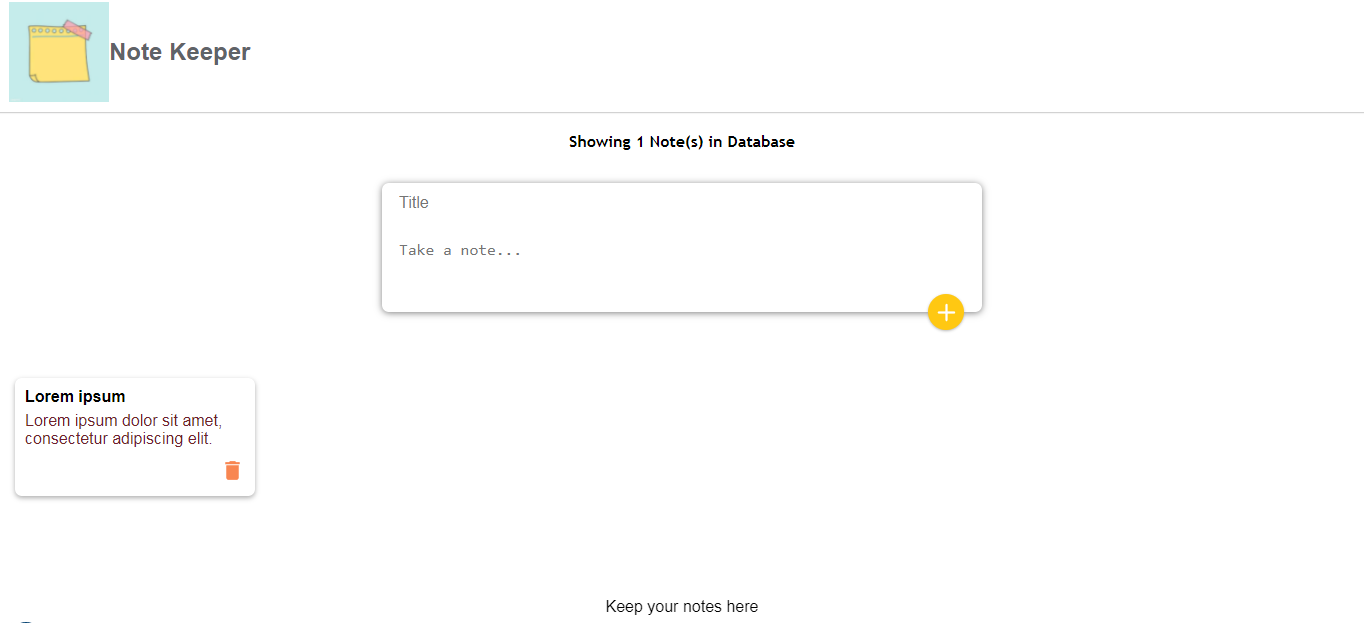 Note Keeper
Showing 1 Note(s) in Database
Title
Take a note...
Lorem ipsum
Lorem ipsum dolor sit amet,
consectetur adipiscing elit.
Keep your notes here